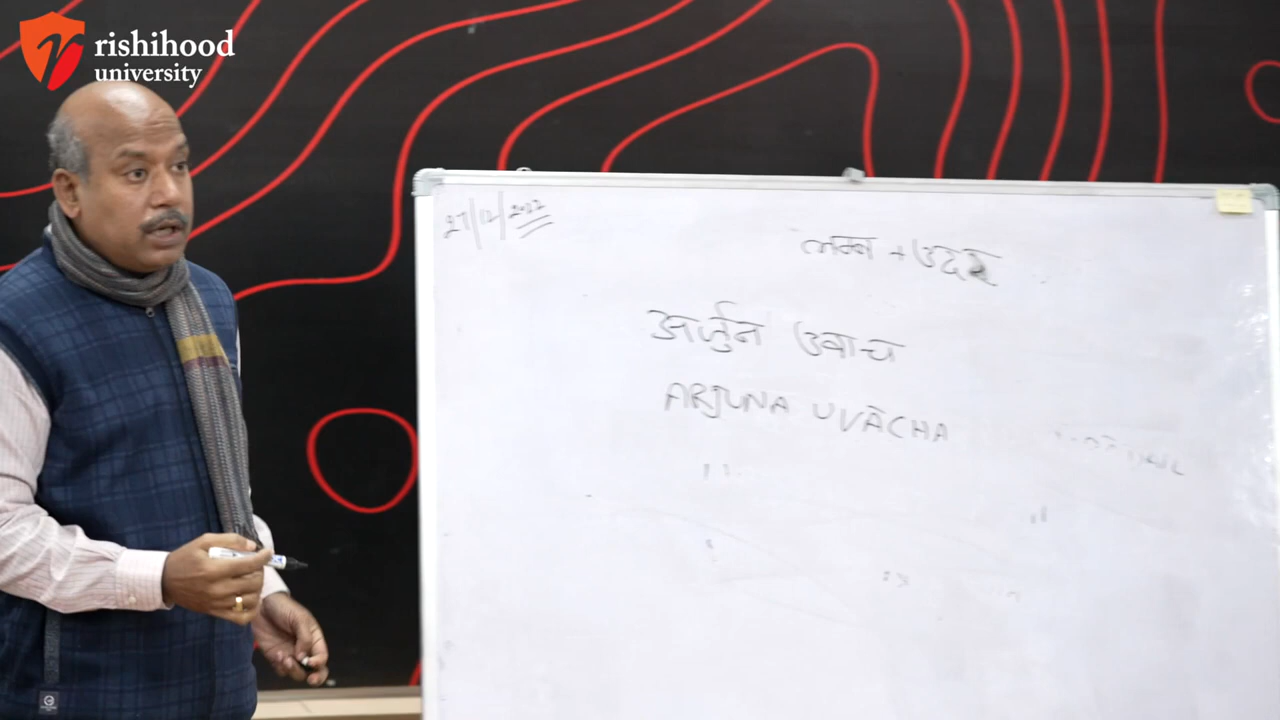 rishihood
university
27/12/2022
लम्ब + उदर
अर्जुन उवाच
ARJUNA UVĀCHA